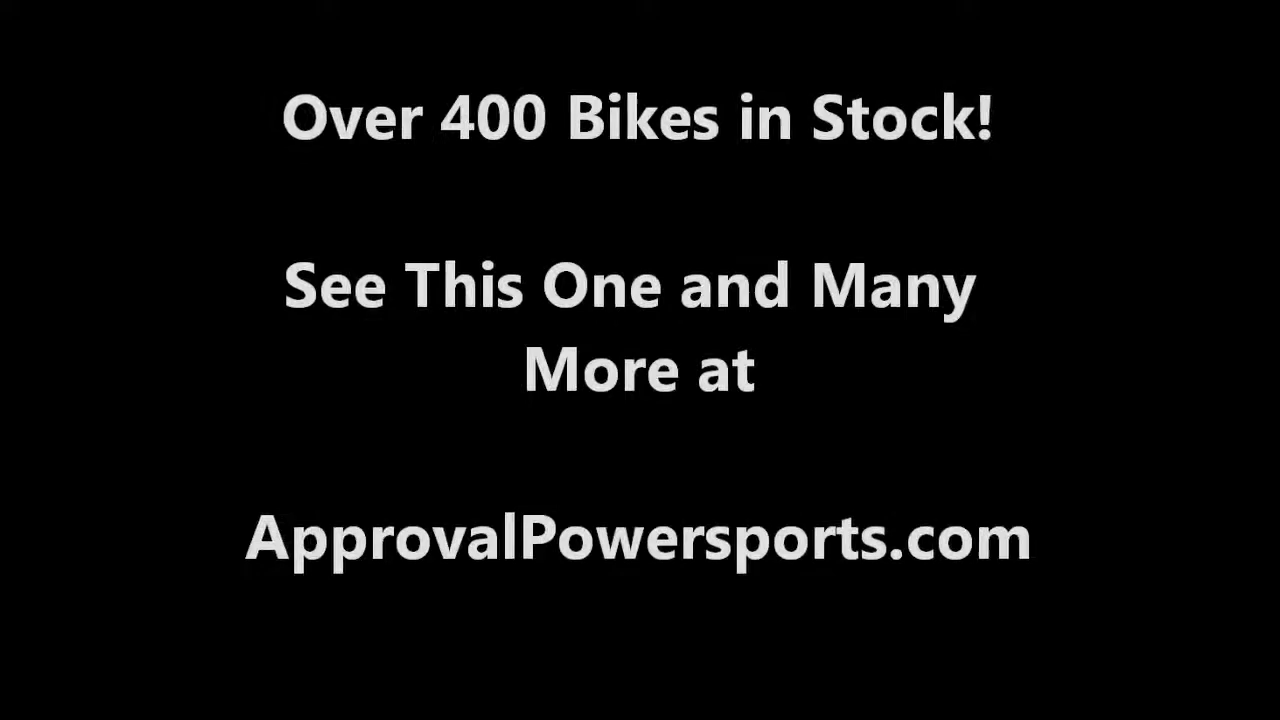 Over 400 Bikes in Stock!
See This One and Many
More at
ApprovalPowersports.com